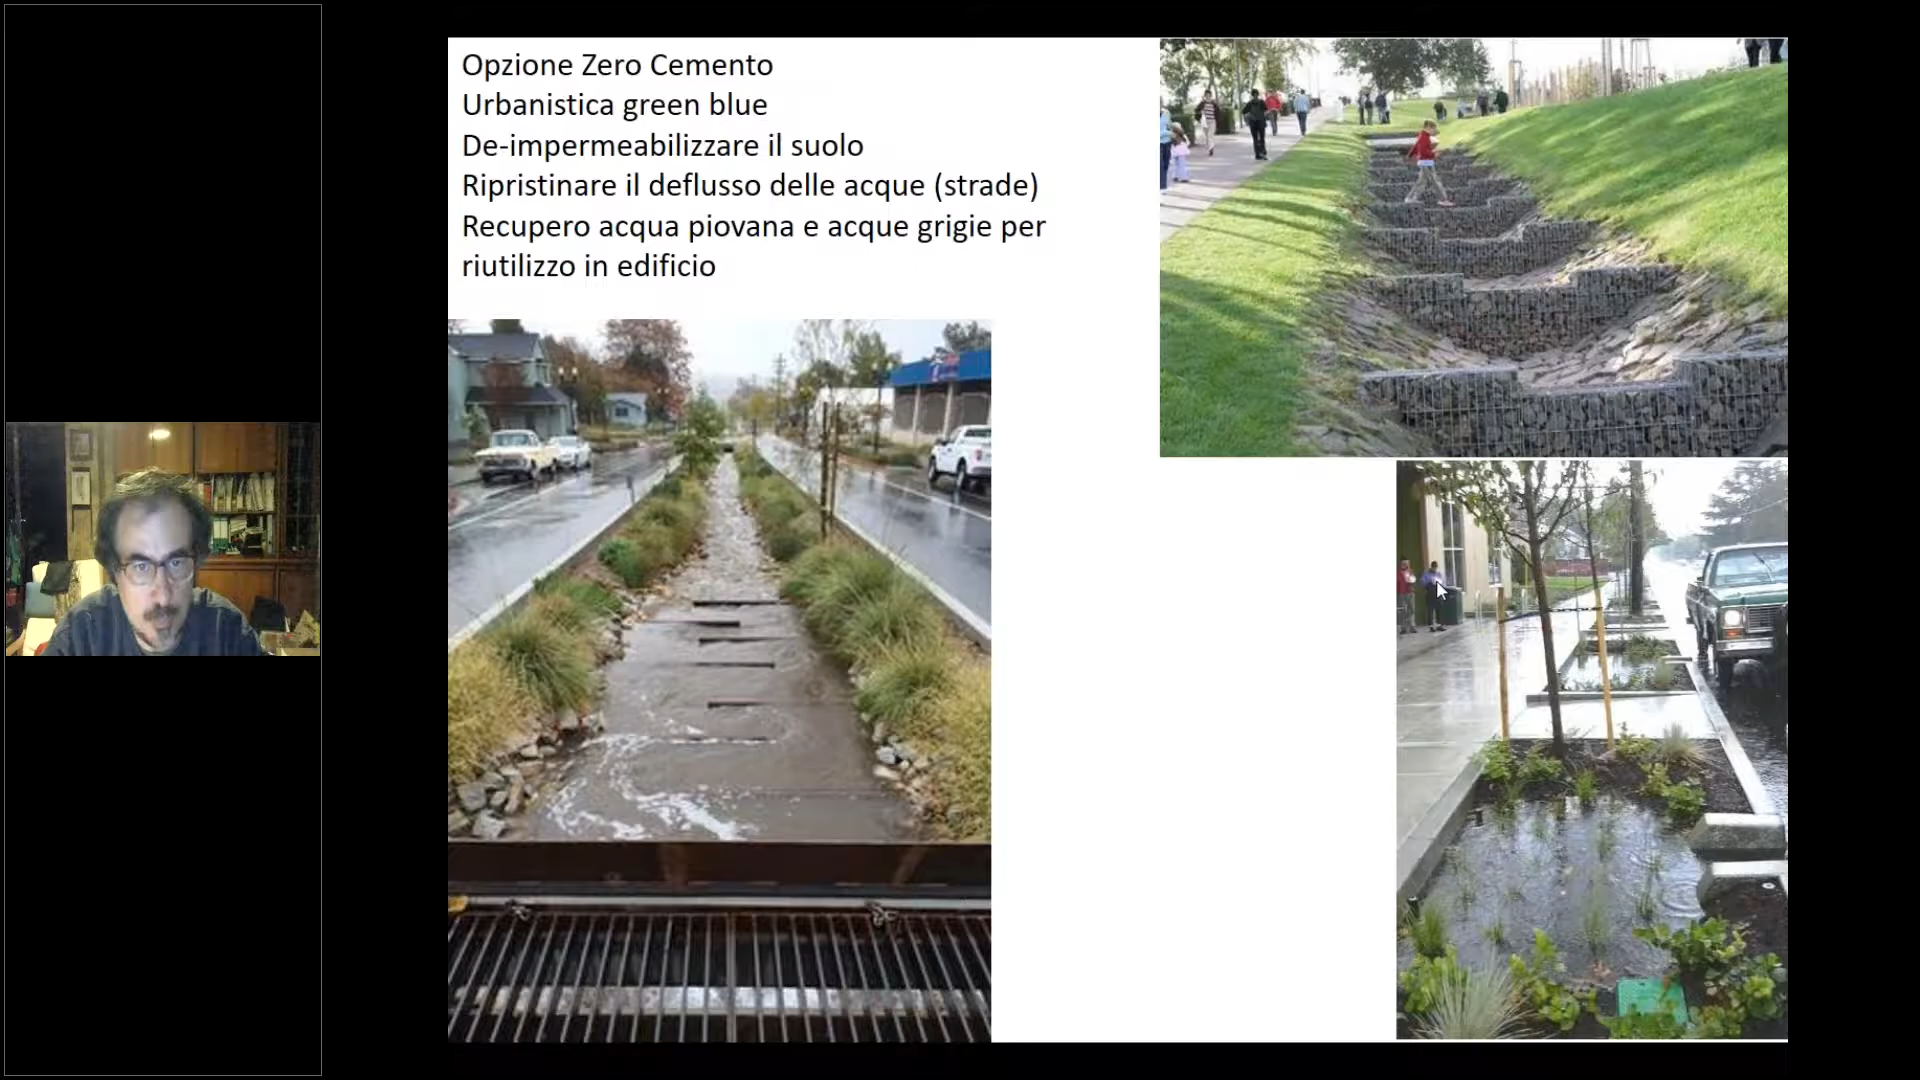 Opzione Zero Cemento
Urbanistica green blue
De-impermeabilizzare il suolo
Ripristinare il deflusso delle acque (strade)
Recupero acqua piovana e acque grigie per
riutilizzo in edificio